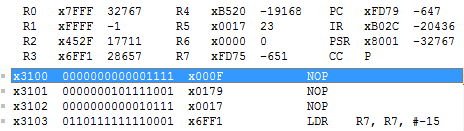 R0 x7FFF 32767 R4 xB520 -19168 PC xFD79 -647
R1 xFFFF -1 R5 x0017 23 IR xB02C -20436
R2 x452F 17711 R6 x0000 0 PSR x8001 -32767
R3 x6FF1 28657 R7 xFD75 -651 CC P
x3100 0000000000001111 x000F NOP
x3101 0000000101111001 x0179 NOP
x3102 0000000000010111 x0017 NOP
x3103 0110111111110001 x6FF1 LDR R7, R7, #-15